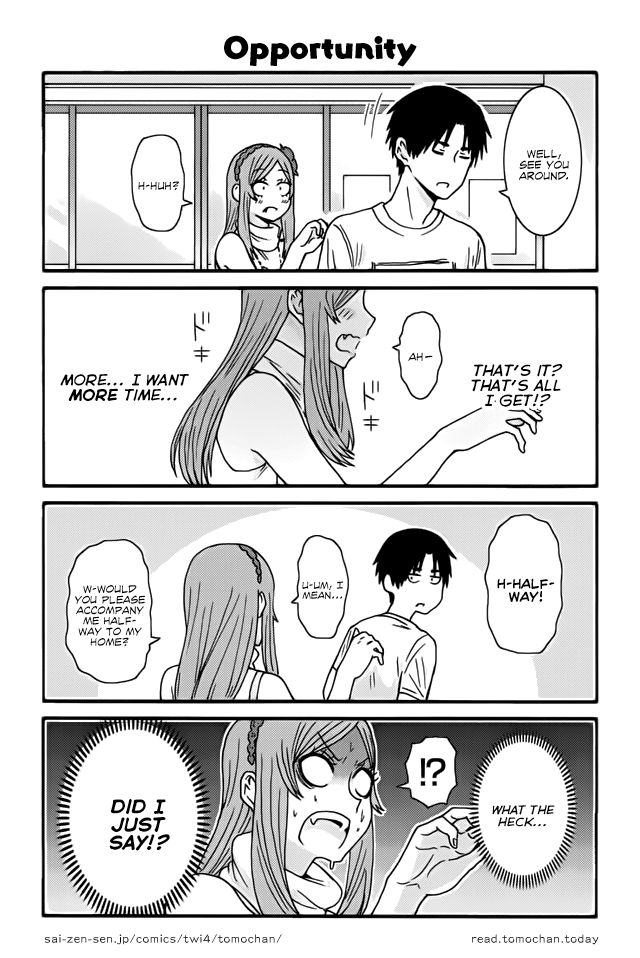 Opportunity
WELL,
SEE YOU
AROUND.
H-HUH?
THAT'S IT?
THAT'S ALL
I GET!?
AH—
ドキ
ドキ
MORE... I WANT
MORE TIME...
H-HALF-
WAY!
U-UM, I
MEAN...
W-WOULD
YOU PLEASE
ACCOMPANY
ME HALF-
WAY TO MY
HOME?
WHAT THE
HECK...
!?
DID I
JUST
SAY!?
sai-zen-sen.jp/comics/twi4/tomochan/
read.tomochan.today